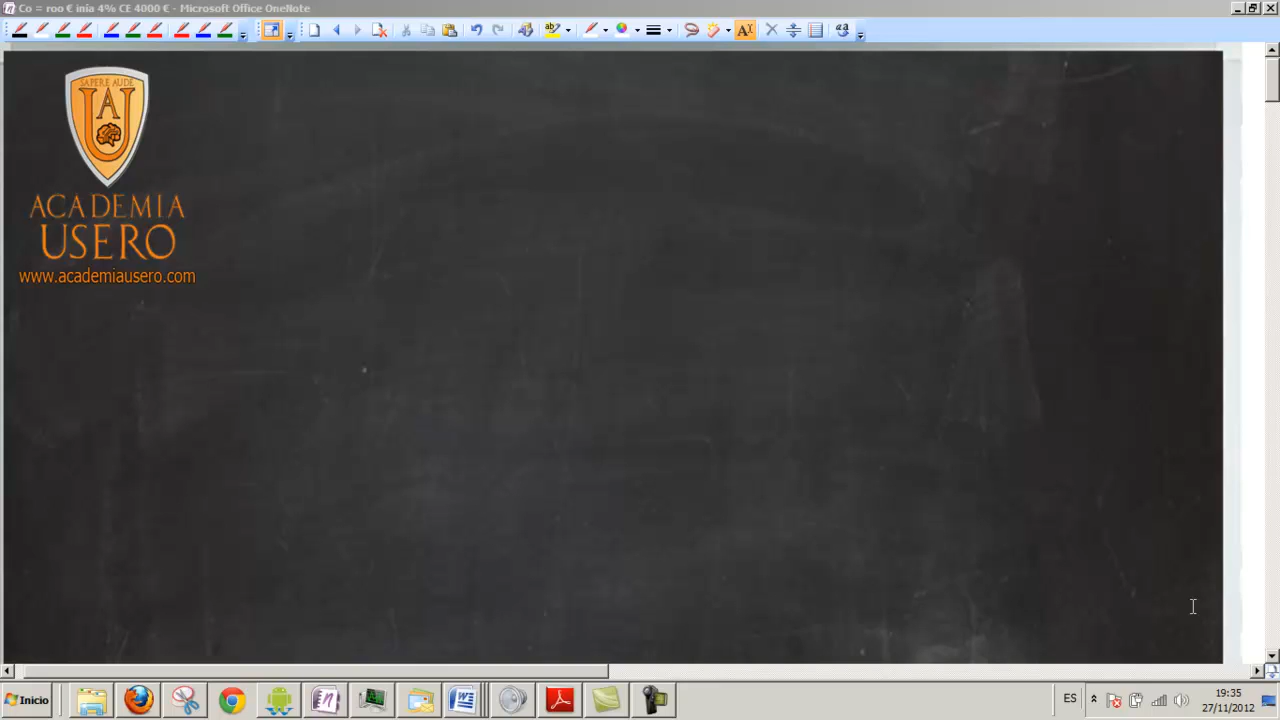 Co = roo € inia 4% CE 4000 € - Microsoft Office OneNote
SAPERE AUDE
UA
ACADEMIA
USERO
www.academiausero.com
Inicio
ES
19:35
27/11/2012